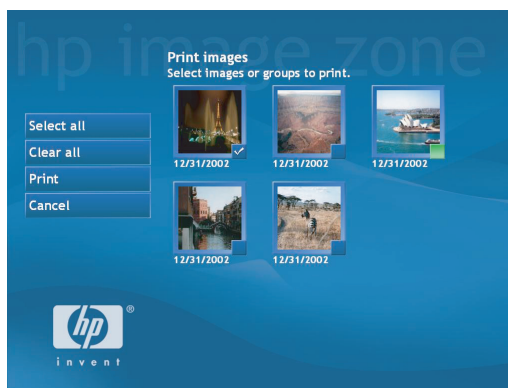 hp image zone
Print images
Select images or groups to print.
Select all
Clear all
Print
Cancel
12/31/2002
12/31/2002
12/31/2002
12/31/2002
12/31/2002
hp
®
invent